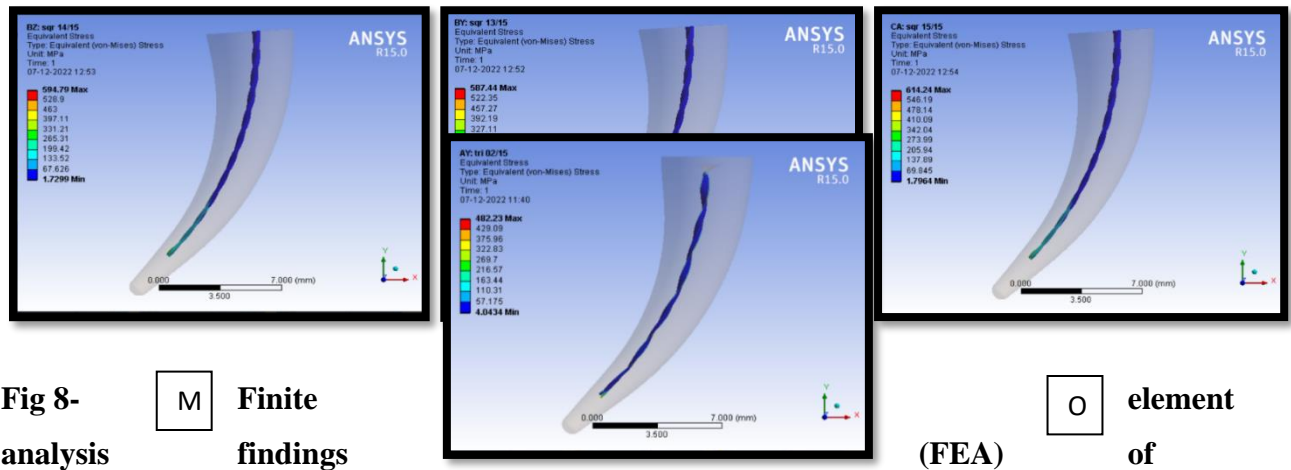 BZ: sqr 14/15
Equivalent Stress
Type: Equivalent (von-Mises) Stress
Unit: MPa
Time: 1
07-12-2022 12:53
ANSYS
R15.0
594.79 Max
528.9
463
397.11
331.21
265.31
199.42
133.52
67.626
1.7299 Min
0.000
7.000 (mm)
3.500
Y
X
BY: sqr 13/15
Equivalent Stress
Type: Equivalent (von-Mises) Stress
Unit: MPa
Time: 1
07-12-2022 12:52
ANSYS
R15.0
587.44 Max
522.35
457.27
392.19
327.11
AY: tri 02/15
Equivalent Stress
Type: Equivalent (von-Mises) Stress
Unit: MPa
Time: 1
07-12-2022 11:40
ANSYS
R15.0
482.23 Max
429.09
375.96
322.83
269.7
216.57
163.44
110.31
57.175
4.0434 Min
0.000
7.000 (mm)
3.500
Y
X
CA: sqr 15/15
Equivalent Stress
Type: Equivalent (von-Mises) Stress
Unit: MPa
Time: 1
07-12-2022 12:54
ANSYS
R15.0
614.24 Max
546.19
478.14
410.09
342.04
273.99
205.94
137.89
69.845
1.7964 Min
0.000
7.000 (mm)
3.500
Y
X
Fig 8- M Finite O element
analysis findings (FEA) of